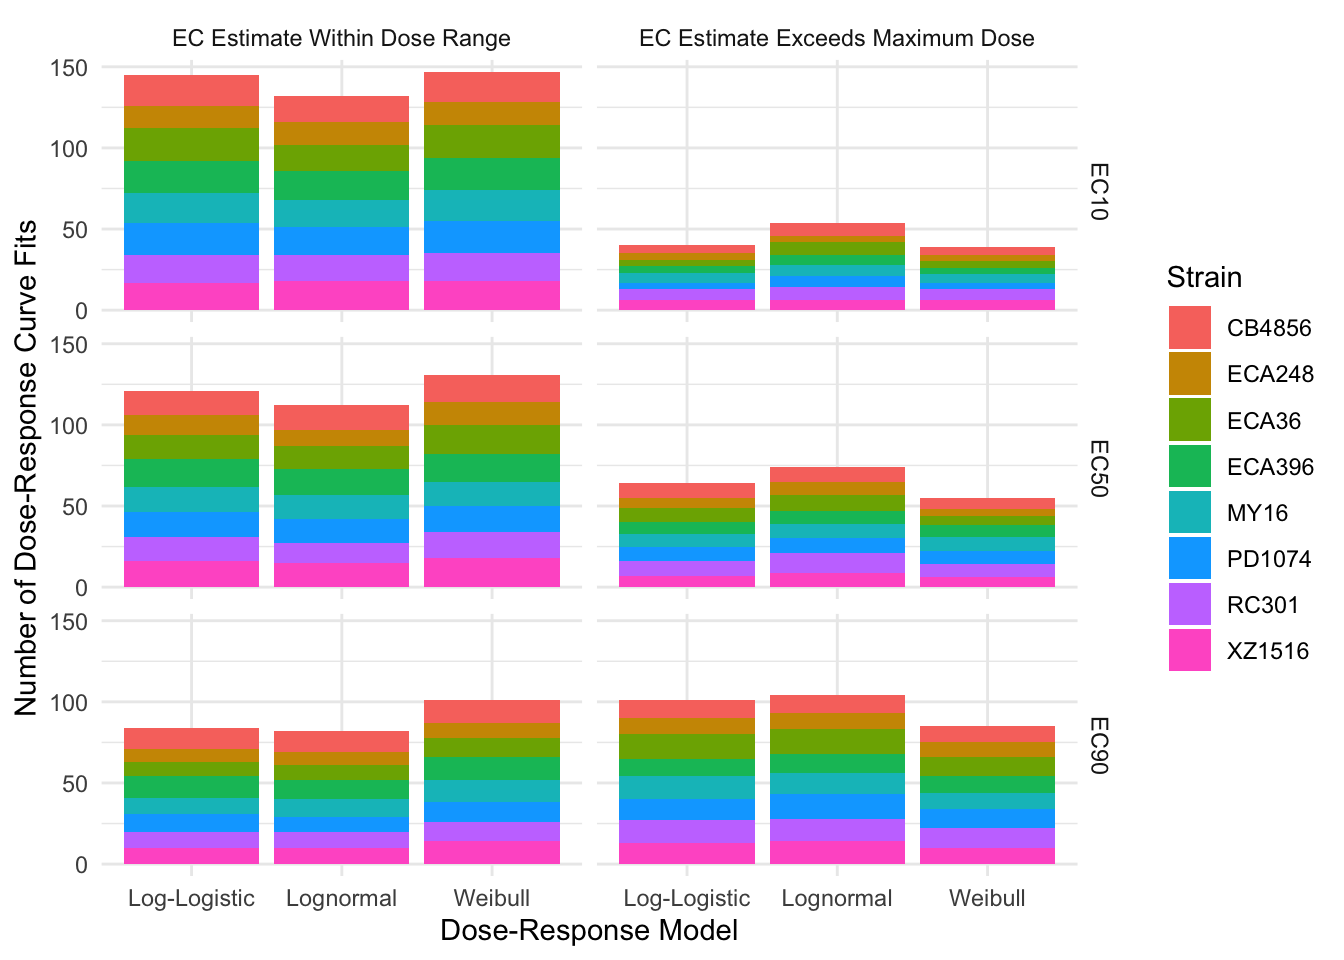 EC Estimate Within Dose Range
EC Estimate Exceeds Maximum Dose
Number of Dose-Response Curve Fits
150
100
50
0
EC10
150
100
50
0
EC50
150
100
50
0
EC90
Log-Logistic Lognormal Weibull
Log-Logistic Lognormal Weibull
Dose-Response Model
Strain
CB4856
ECA248
ECA36
ECA396
MY16
PD1074
RC301
XZ1516